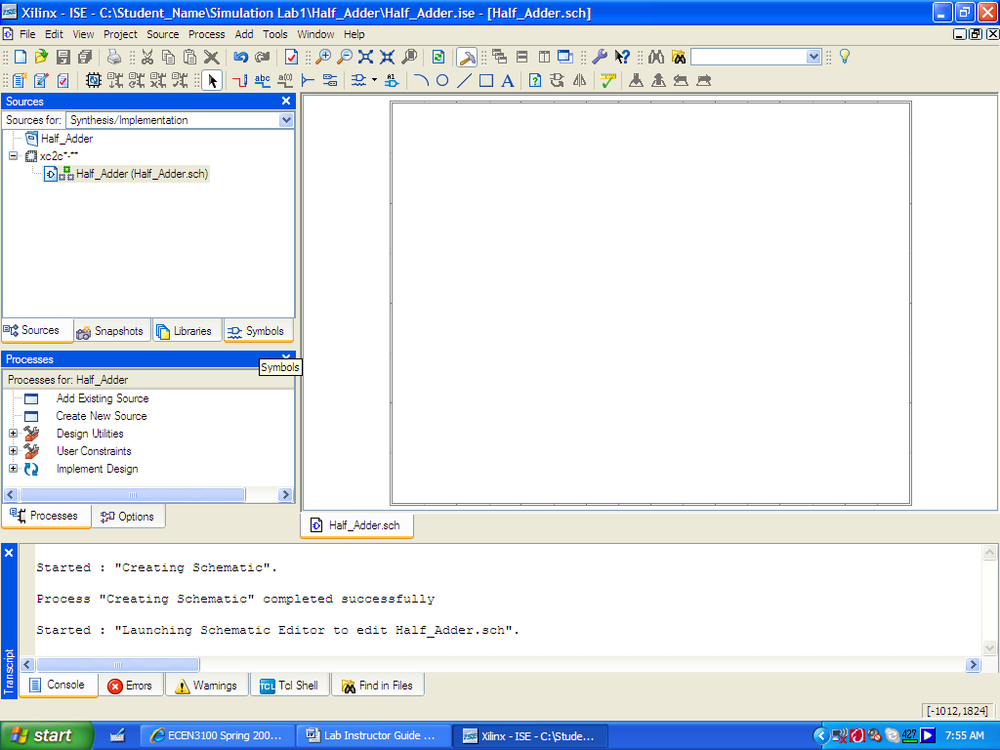 Xilinx - ISE - C:\Student_Name\Simulation Lab1\Half_Adder\Half_Adder.ise - [Half_Adder.sch]
File Edit View Project Source Process Add Tools Window Help
Sources
Sources for: Synthesis/Implementation
Half_Adder
xc2c*-**
Half_Adder (Half_Adder.sch)
Sources Snapshots Libraries Symbols
Processes
Symbols
Processes for: Half_Adder
Add Existing Source
Create New Source
Design Utilities
User Constraints
Implement Design
Processes Options
Half_Adder.sch
Started : "Creating Schematic".
Process "Creating Schematic" completed successfully
Started : "Launching Schematic Editor to edit Half_Adder.sch".
Transcript
Console Errors Warnings TCL Tcl Shell Find in Files
[-1012,1824]
start ECEN3100 Spring 200... Lab Instructor Guide ... Xilinx - ISE - C:\Stude... 427 7:55 AM